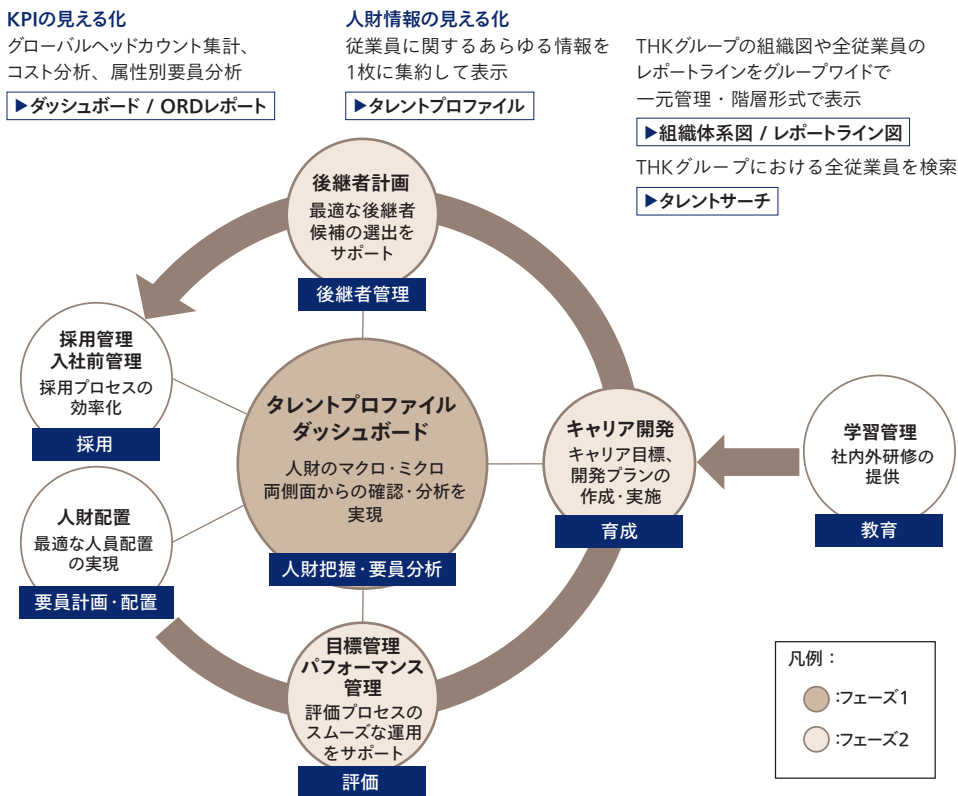 KPIの見える化
グローバルヘッドカウント集計、
コスト分析、属性別要員分析
▶ダッシュボード / ORDレポート
人財情報の見える化
従業員に関するあらゆる情報を
1枚に集約して表示
▶タレントプロファイル
THKグループの組織図や全従業員の
レポートラインをグループワイドで
一元管理・階層形式で表示
▶組織体系図 / レポートライン図
THKグループにおける全従業員を検索
▶タレントサーチ
後継者計画
最適な後継者
候補の選出を
サポート
後継者管理
採用管理
入社前管理
採用プロセスの
効率化
採用
タレントプロファイル
ダッシュボード
人財のマクロ・ミクロ
両側面からの確認・分析を
実現
人財把握・要員分析
キャリア開発
キャリア目標、
開発プランの
作成・実施
育成
学習管理
社内外研修の
提供
教育
人財配置
最適な人員配置
の実現
要員計画・配置
目標管理
パフォーマンス
管理
評価プロセスの
スムーズな運用
をサポート
評価
凡例：
:フェーズ1
:フェーズ2